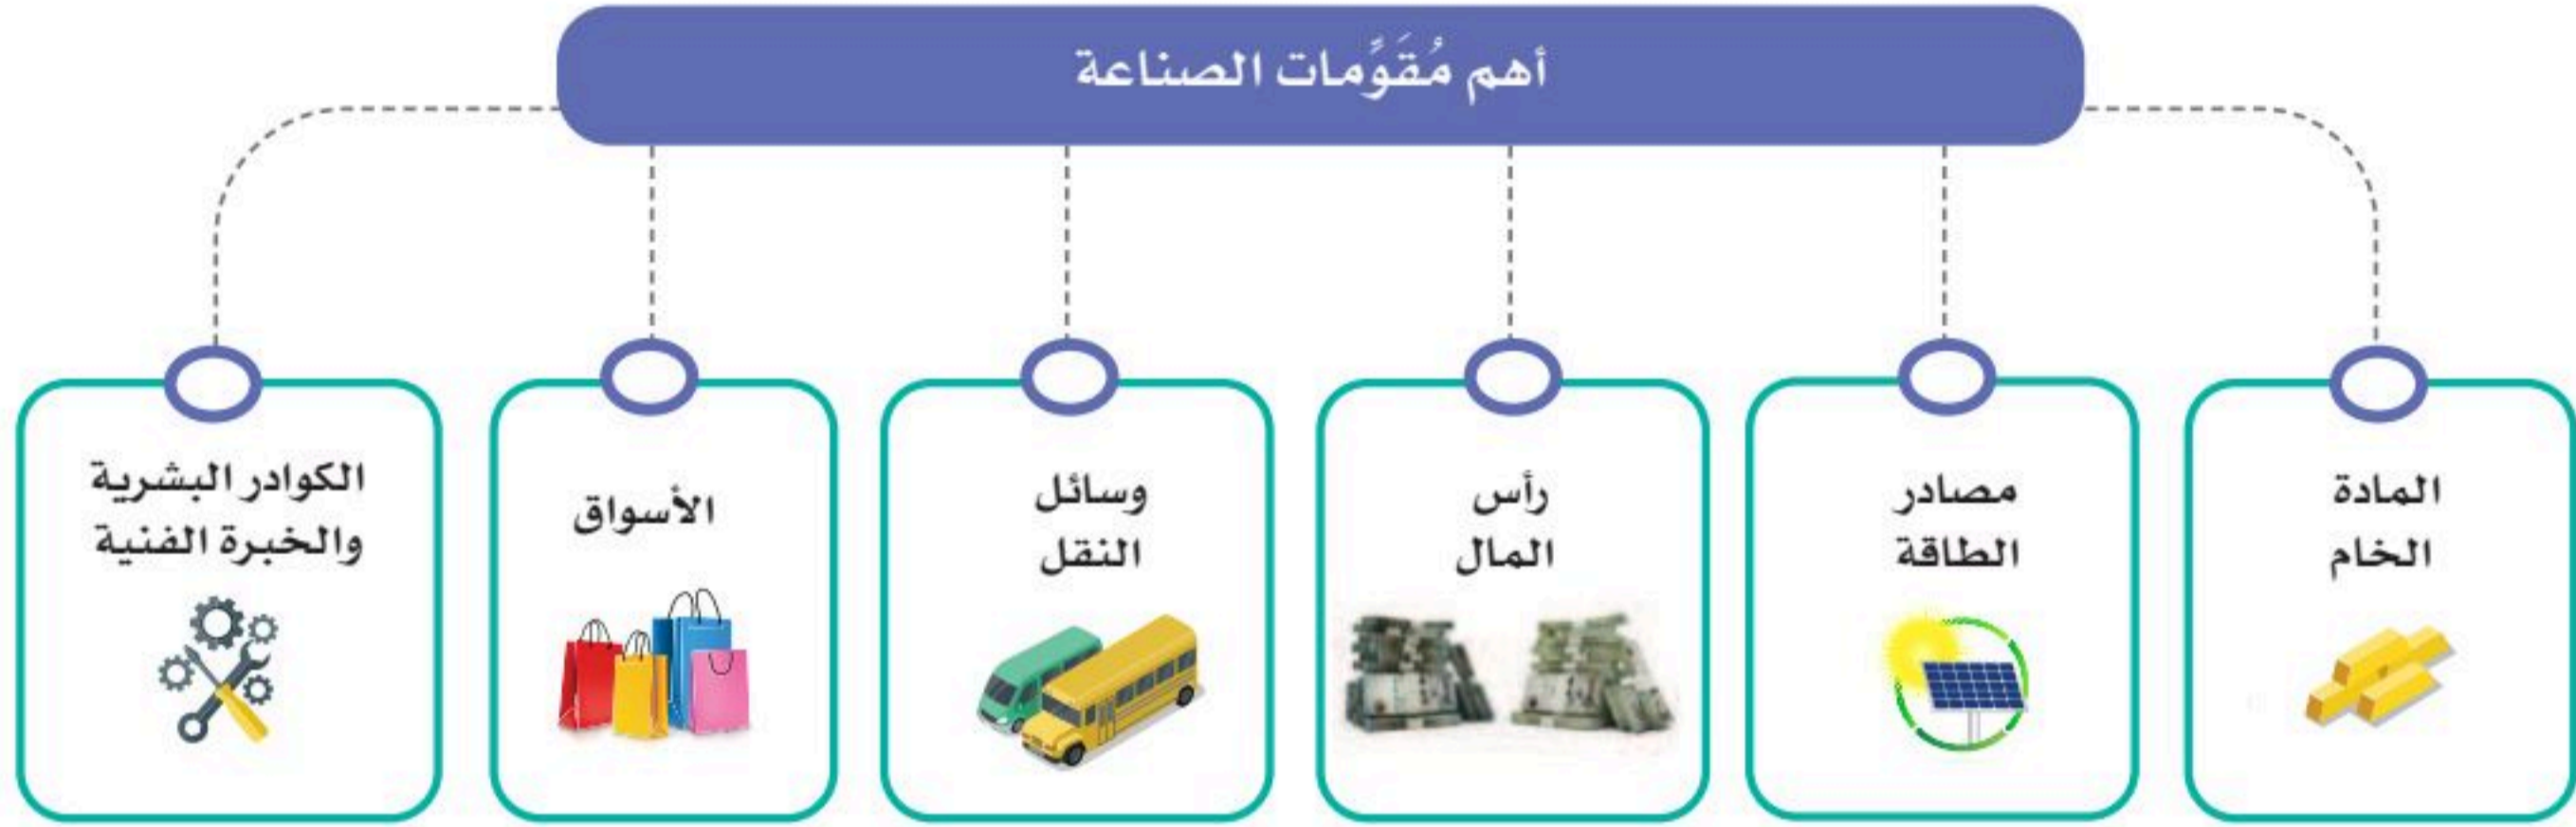 أهم مُقَوِّمات الصناعة
المادة
الخام
مصادر
الطاقة
رأس
المال
وسائل
النقل
الأسواق
الكوادر البشرية
والخبرة الفنية